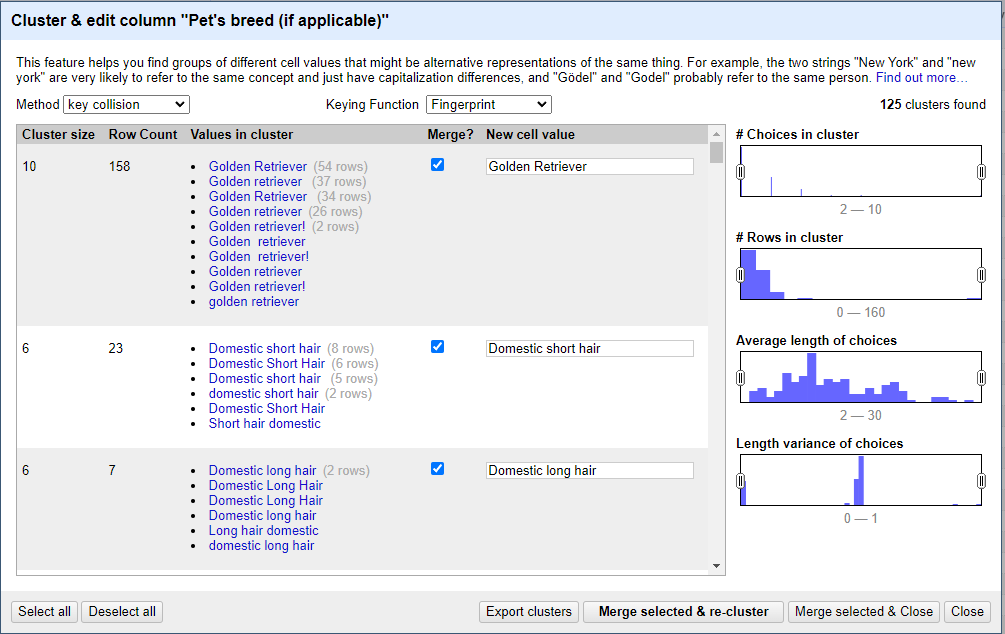 Cluster & edit column "Pet's breed (if applicable)"
This feature helps you find groups of different cell values that might be alternative representations of the same thing. For example, the two strings "New York" and "new
york" are very likely to refer to the same concept and just have capitalization differences, and "Gödel" and "Godel" probably refer to the same person. Find out more…
Method key collision Keying Function Fingerprint 125 clusters found
Cluster size Row Count Values in cluster Merge? New cell value
10 158 • Golden Retriever (54 rows) Golden Retriever
• Golden retriever (37 rows)
• Golden Retriever (34 rows)
• Golden retriever (26 rows)
• Golden retriever! (2 rows)
• Golden  retriever
• Golden  retriever!
• Golden retriever
• Golden retriever!
• golden retriever
6 23 • Domestic short hair (8 rows) Domestic short hair
• Domestic Short Hair (6 rows)
• Domestic short hair (5 rows)
• domestic short hair (2 rows)
• Domestic Short Hair
• Short hair domestic
6 7 • Domestic long hair (2 rows) Domestic long hair
• Domestic Long Hair
• Domestic Long Hair
• Domestic long hair
• Long hair domestic
• domestic long hair
# Choices in cluster
2 — 10
# Rows in cluster
0 — 160
Average length of choices
2 — 30
Length variance of choices
0 — 1
Select all Deselect all Export clusters Merge selected & re-cluster Merge selected & Close Close